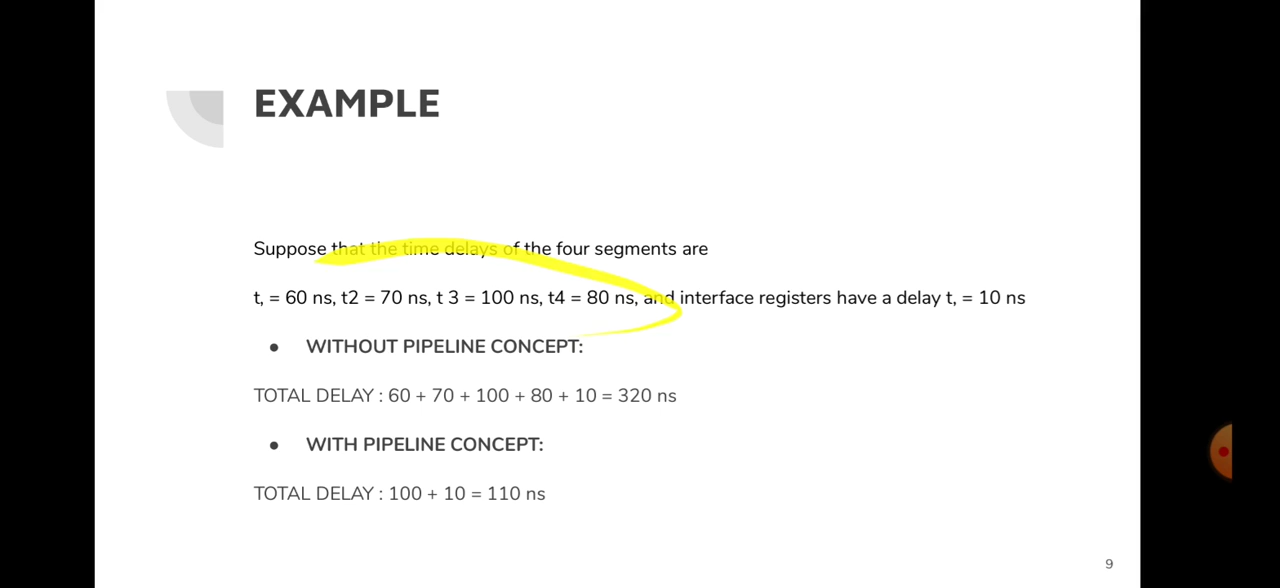 EXAMPLE
Suppose that the time delays of the four segments are
t, = 60 ns, t2 = 70 ns, t 3 = 100 ns, t4 = 80 ns, and interface registers have a delay t, = 10 ns
● WITHOUT PIPELINE CONCEPT:
TOTAL DELAY : 60 + 70 + 100 + 80 + 10 = 320 ns
● WITH PIPELINE CONCEPT:
TOTAL DELAY : 100 + 10 = 110 ns
9